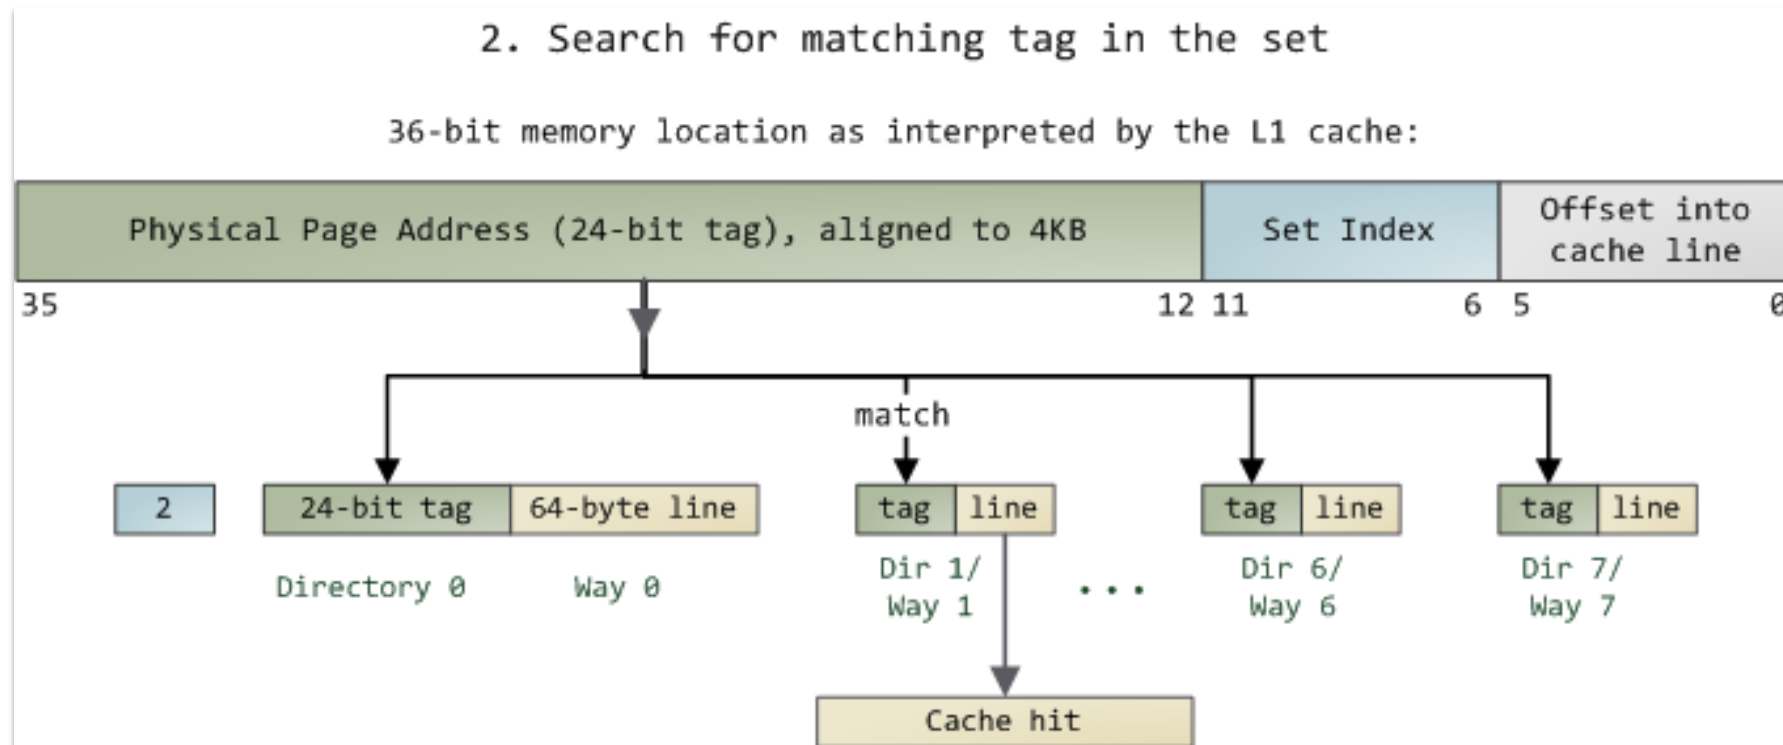 2. Search for matching tag in the set
36-bit memory location as interpreted by the L1 cache:
Physical Page Address (24-bit tag), aligned to 4KB
Set Index
Offset into
cache line
35
12
11
6
5
0
match
2
24-bit tag
64-byte line
tag
line
tag
line
tag
line
Directory 0
Way 0
Dir 1/
Way 1
...
Dir 6/
Way 6
Dir 7/
Way 7
Cache hit